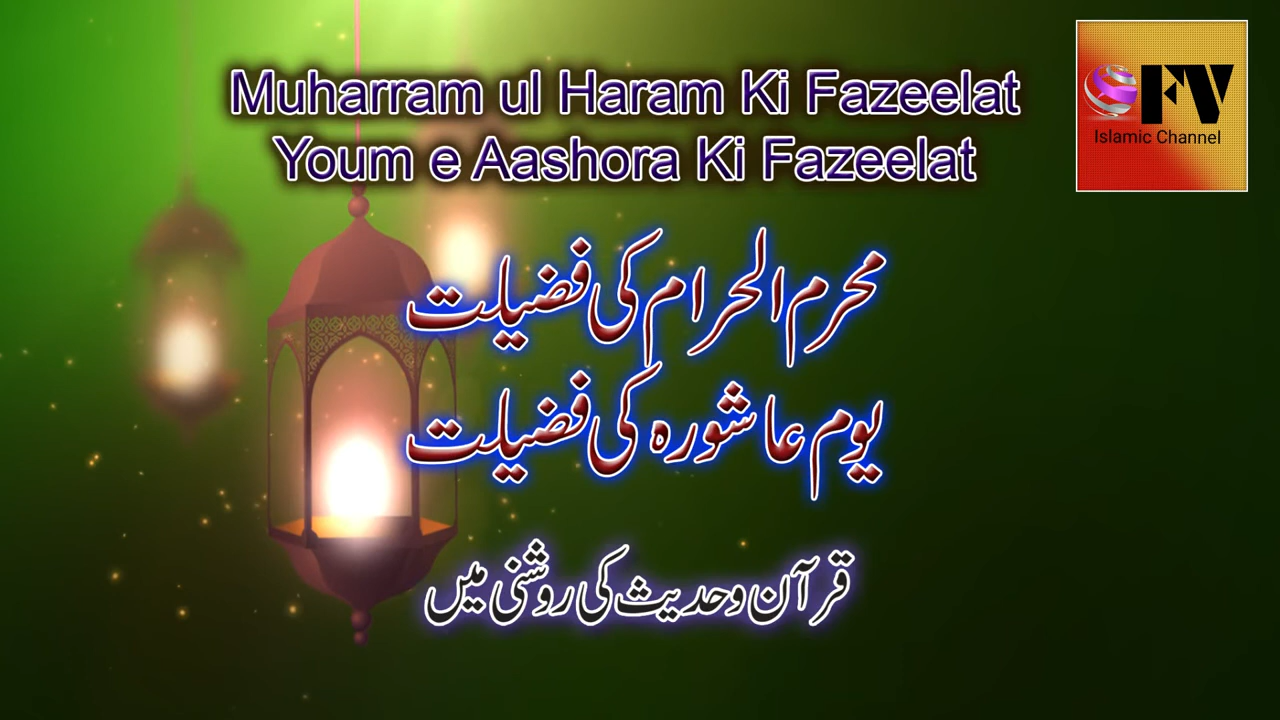 Muharram ul Haram Ki Fazeelat
Youm e Aashora Ki Fazeelat
FV
Islamic Channel
محرم الحرام کی فضیلت
یوم عاشورہ کی فضیلت
قرآن و حدیث کی روشنی میں